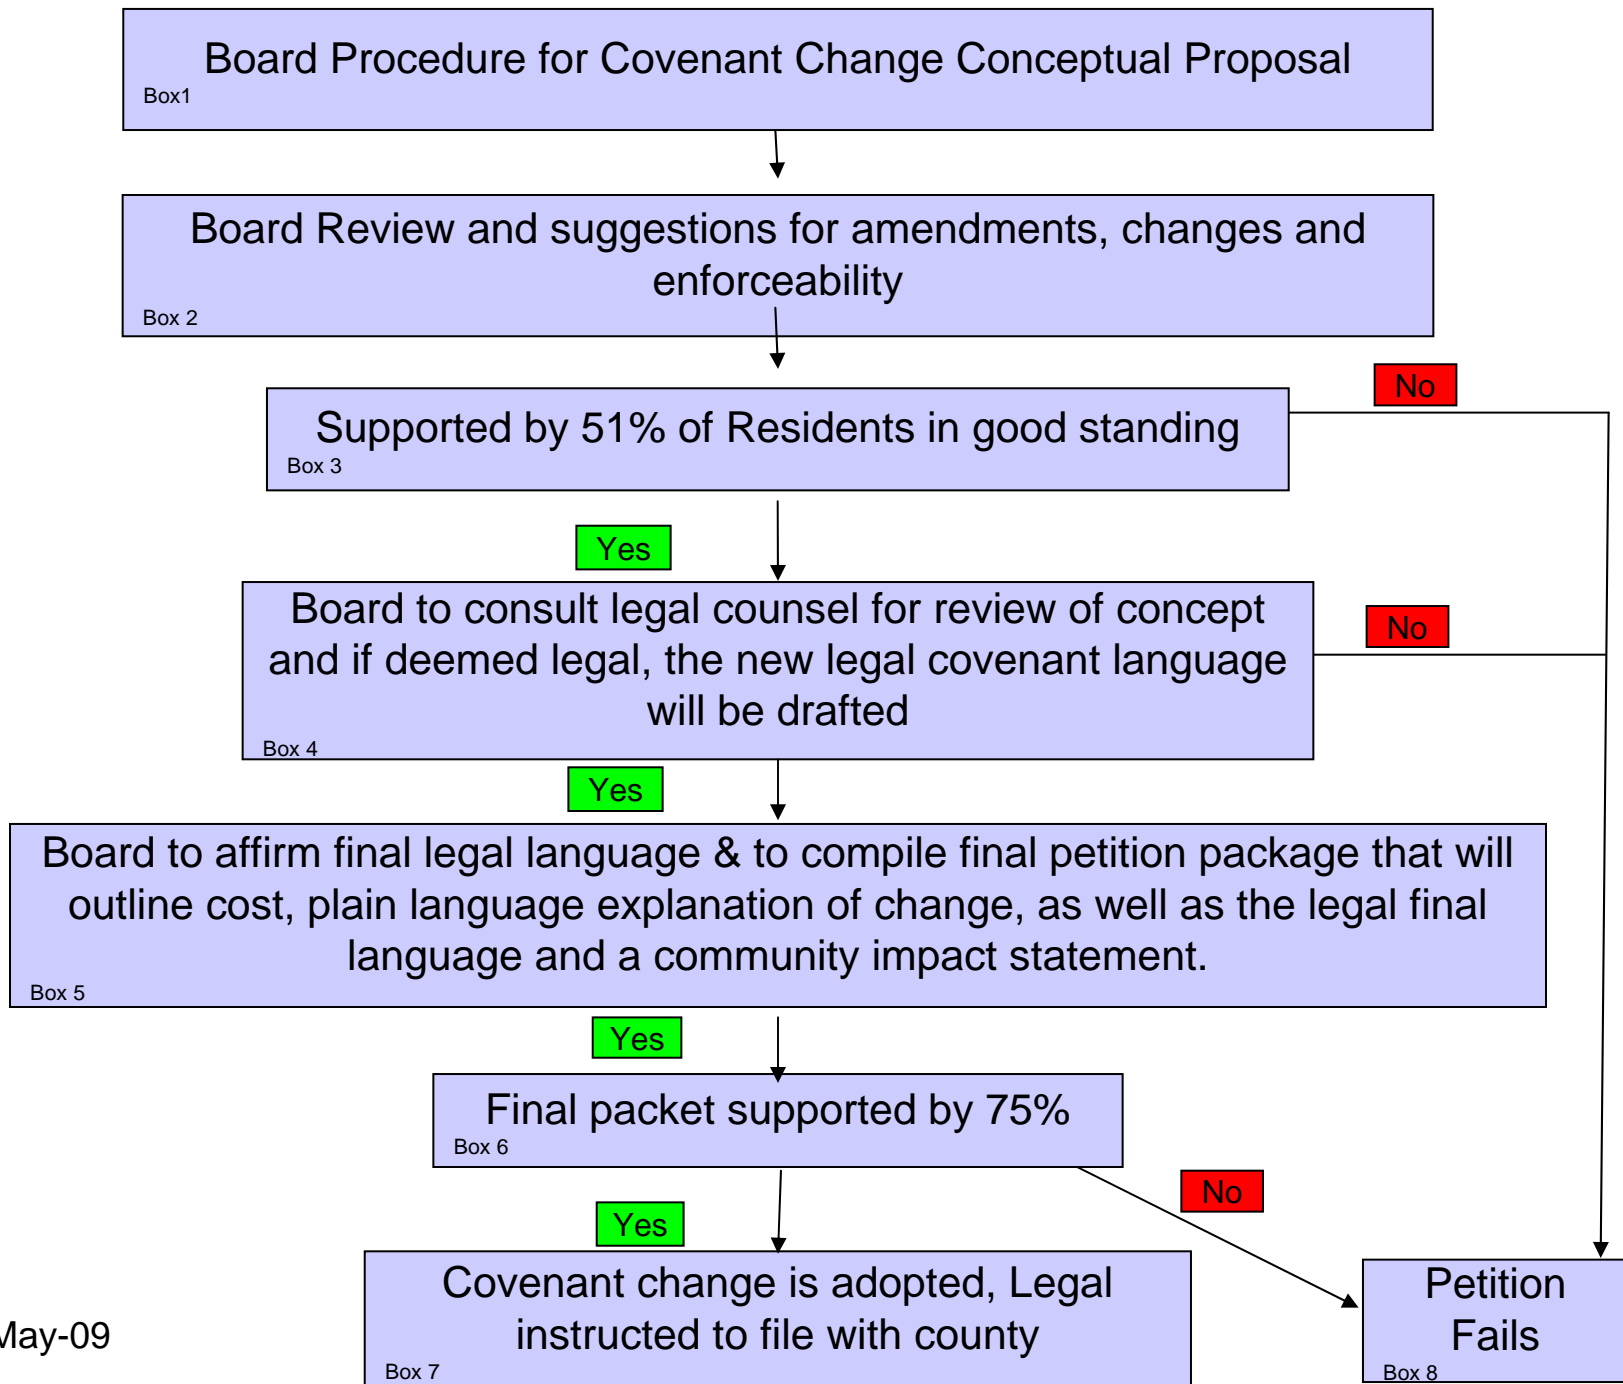 Board Procedure for Covenant Change Conceptual Proposal
Box1
Board Review and suggestions for amendments, changes and
enforceability
Box 2
No
Supported by 51% of Residents in good standing
Box 3
Yes
Board to consult legal counsel for review of concept
and if deemed legal, the new legal covenant language
will be drafted
Box 4
No
Yes
Board to affirm final legal language & to compile final petition package that will
outline cost, plain language explanation of change, as well as the legal final
language and a community impact statement.
Box 5
Yes
Final packet supported by 75%
Box 6
No
Yes
Covenant change is adopted, Legal
instructed to file with county
Box 7
Petition
Fails
Box 8
May-09